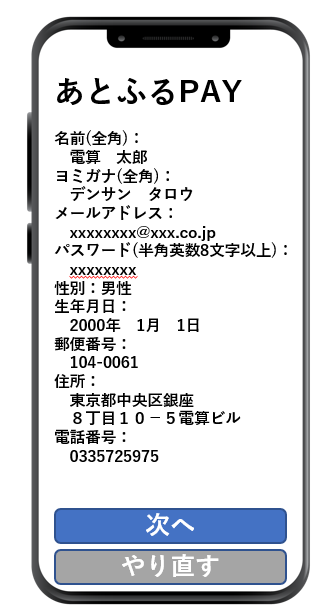 あとふるPAY
名前(全角)：
電算　太郎
ヨミガナ(全角)：
デンサン　タロウ
メールアドレス：
xxxxxxxx@xxx.co.jp
パスワード(半角英数8文字以上)：
xxxxxxxx
性別：男性
生年月日：
2000年　1月　1日
郵便番号：
104-0061
住所：
東京都中央区銀座
８丁目１０－５電算ビル
電話番号：
0335725975
次へ
やり直す